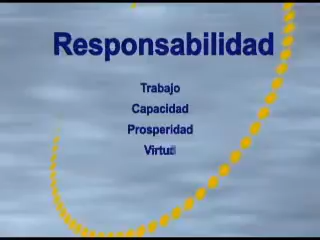 Responsabilidad
Trabajo
Capacidad
Prosperidad
Virtud